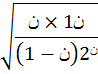 √
ن × 1ن
(1 − ن)2ن